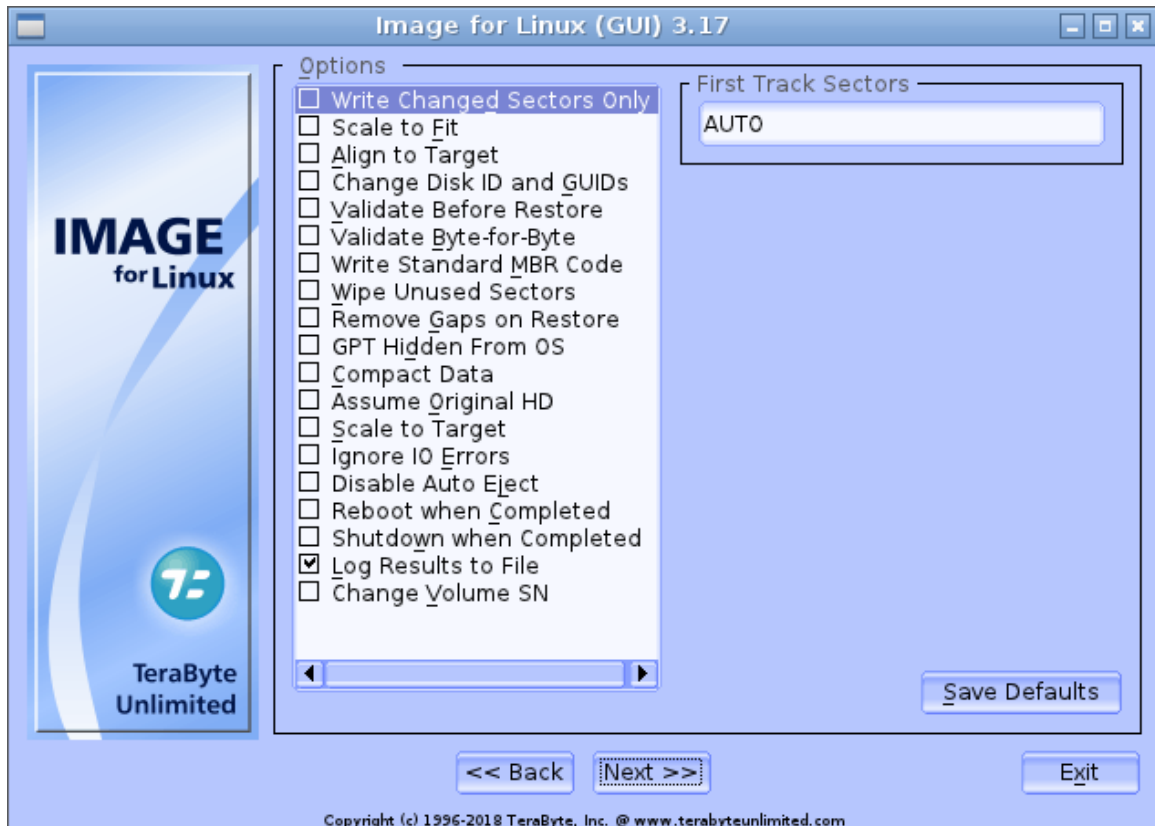 Image for Linux (GUI) 3.17
IMAGE
for Linux
TeraByte
Unlimited
Options
Write Changed Sectors Only
Scale to Fit
Align to Target
Change Disk ID and GUIDs
Validate Before Restore
Validate Byte-for-Byte
Write Standard MBR Code
Wipe Unused Sectors
Remove Gaps on Restore
GPT Hidden From OS
Compact Data
Assume Original HD
Scale to Target
Ignore IO Errors
Disable Auto Eject
Reboot when Completed
Shutdown when Completed
Log Results to File
Change Volume SN
First Track Sectors
AUTO
Save Defaults
<< Back
Next >>
Exit
Copyright (c) 1996-2018 TeraByte, Inc. @ www.terabyteunlimited.com